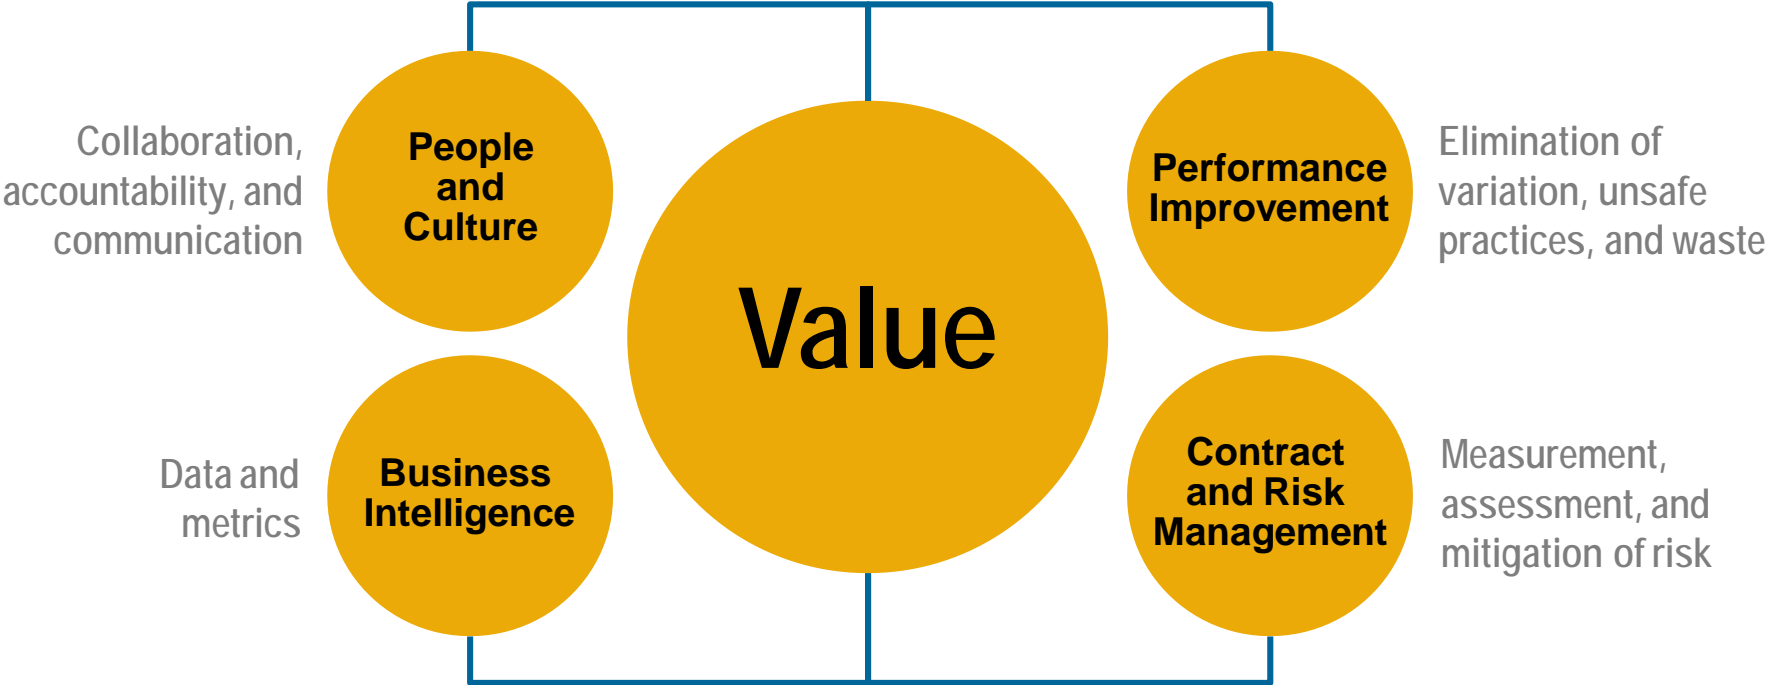 Collaboration,
accountability, and
communication
People
and
Culture
Value
Performance
Improvement
Elimination of
variation, unsafe
practices, and waste
Data and
metrics
Business
Intelligence
Contract
and Risk
Management
Measurement,
assessment, and
mitigation of risk